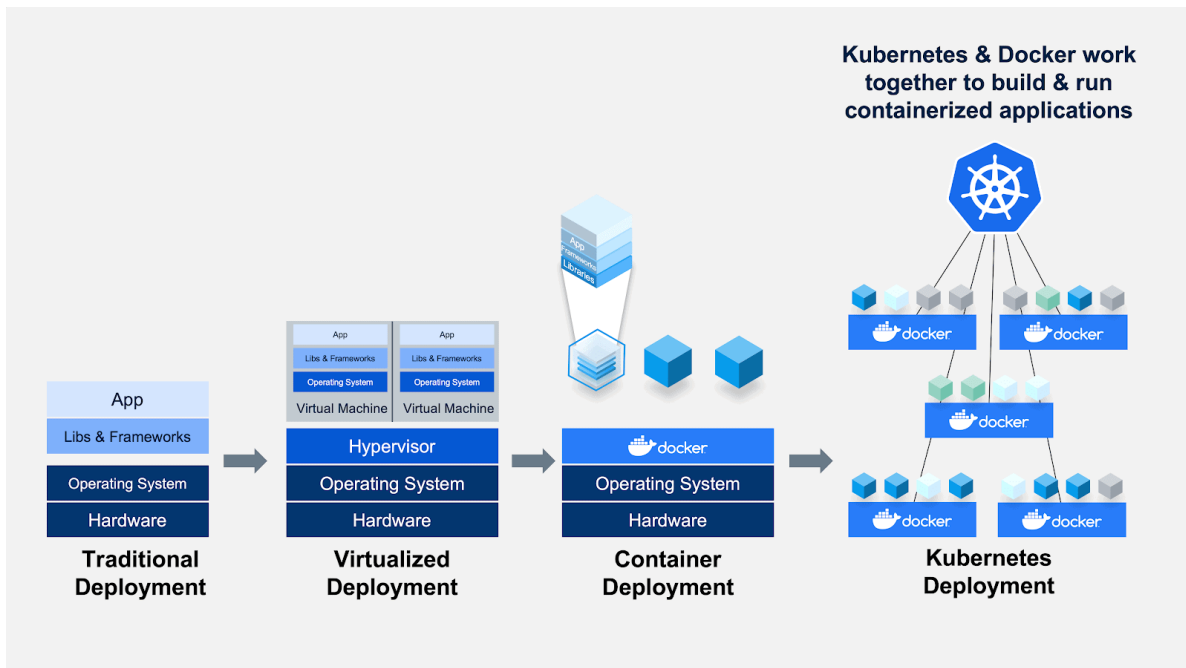 Kubernetes & Docker work
together to build & run
containerized applications
App
Libs & Frameworks
Operating System
Hardware
Traditional
Deployment
App
Libs & Frameworks
Operating System
Virtual Machine
App
Libs & Frameworks
Operating System
Virtual Machine
Hypervisor
Operating System
Hardware
Virtualized
Deployment
App
Frameworks
Libraries
docker
Operating System
Hardware
Container
Deployment
docker
docker
docker
docker
docker
Kubernetes
Deployment